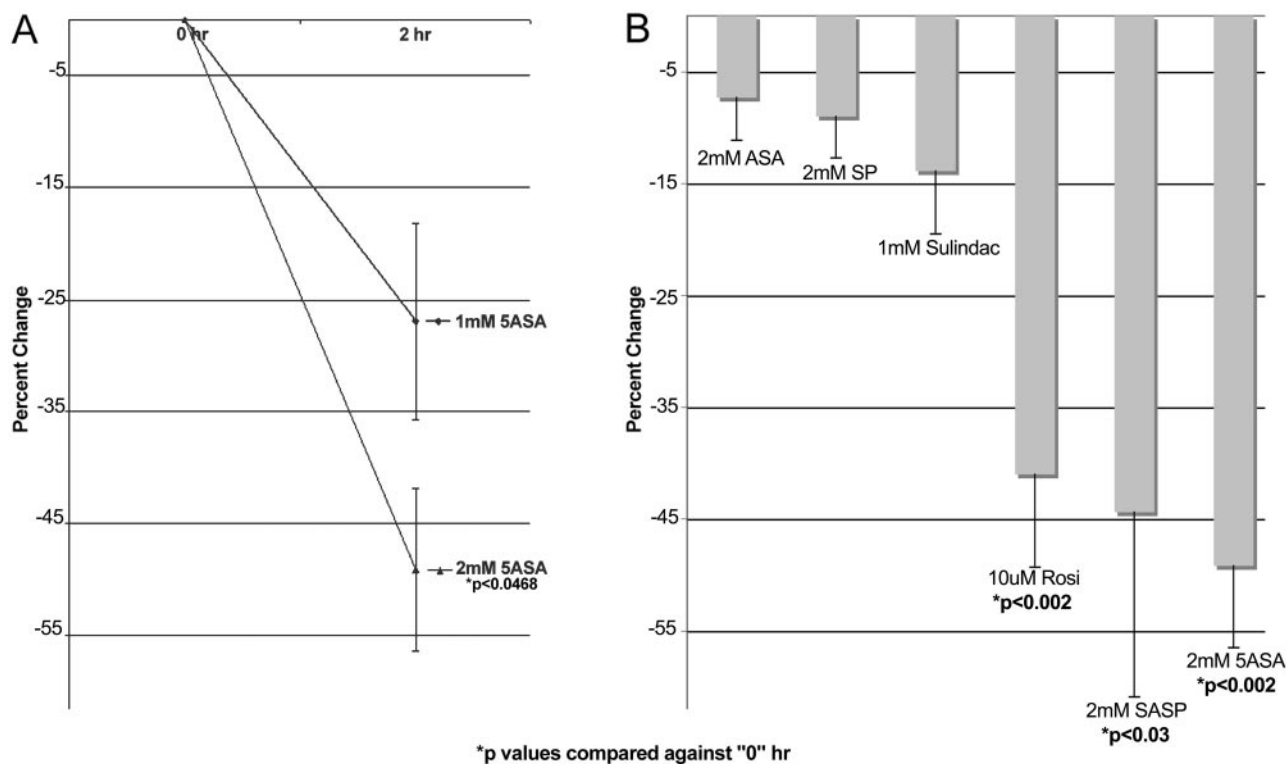 A
0 hr
2 hr
-5
-15
-25
-35
-45
-55
Percent Change
1mM 5ASA
2mM 5ASA
*p<0.0468
B
-5
-15
-25
-35
-45
-55
Percent Change
2mM ASA
2mM SP
1mM Sulindac
10uM Rosi
*p<0.002
2mM SASP
*p<0.03
2mM 5ASA
*p<0.002
*p values compared against "0" hr